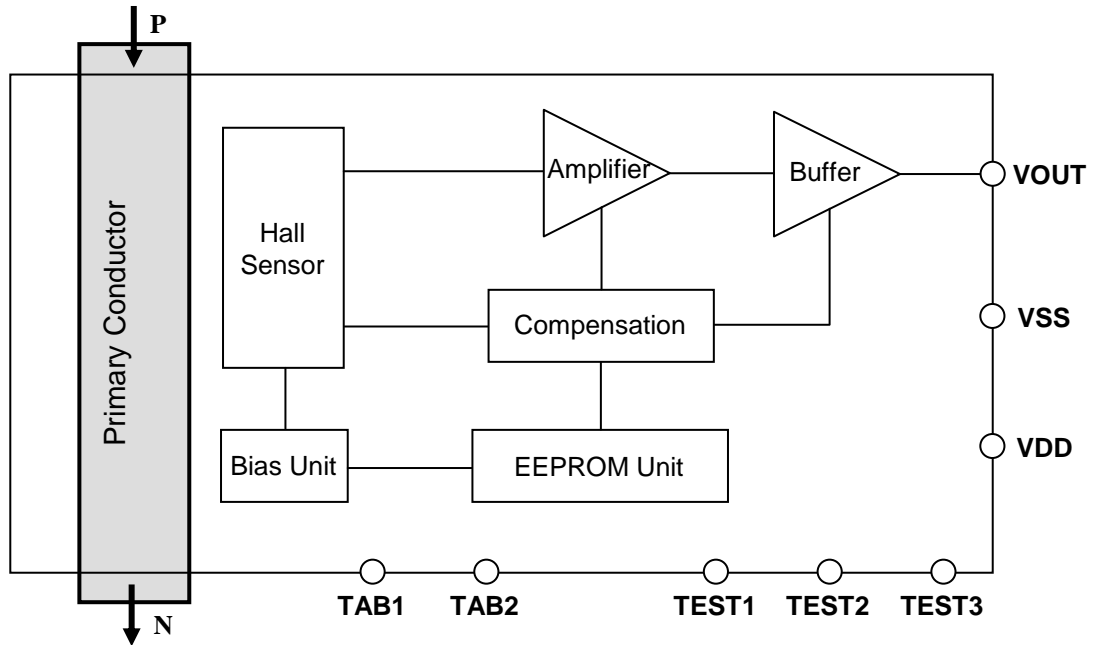 P
Primary Conductor
Hall
Sensor
Amplifier
Buffer
VOUT
Compensation
VSS
Bias Unit
EEPROM Unit
VDD
TAB1
TAB2
TEST1
TEST2
TEST3
N